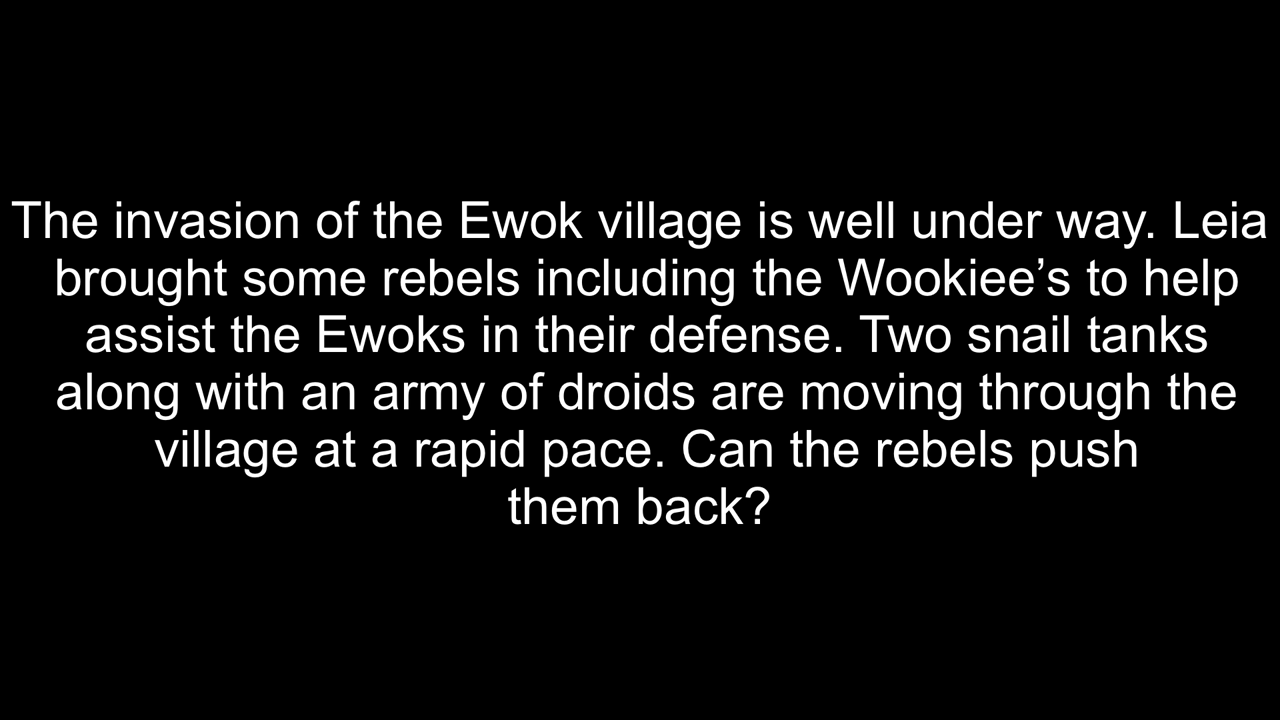 The invasion of the Ewok village is well under way. Leia
brought some rebels including the Wookiee’s to help
assist the Ewoks in their defense. Two snail tanks
along with an army of droids are moving through the
village at a rapid pace. Can the rebels push
them back?